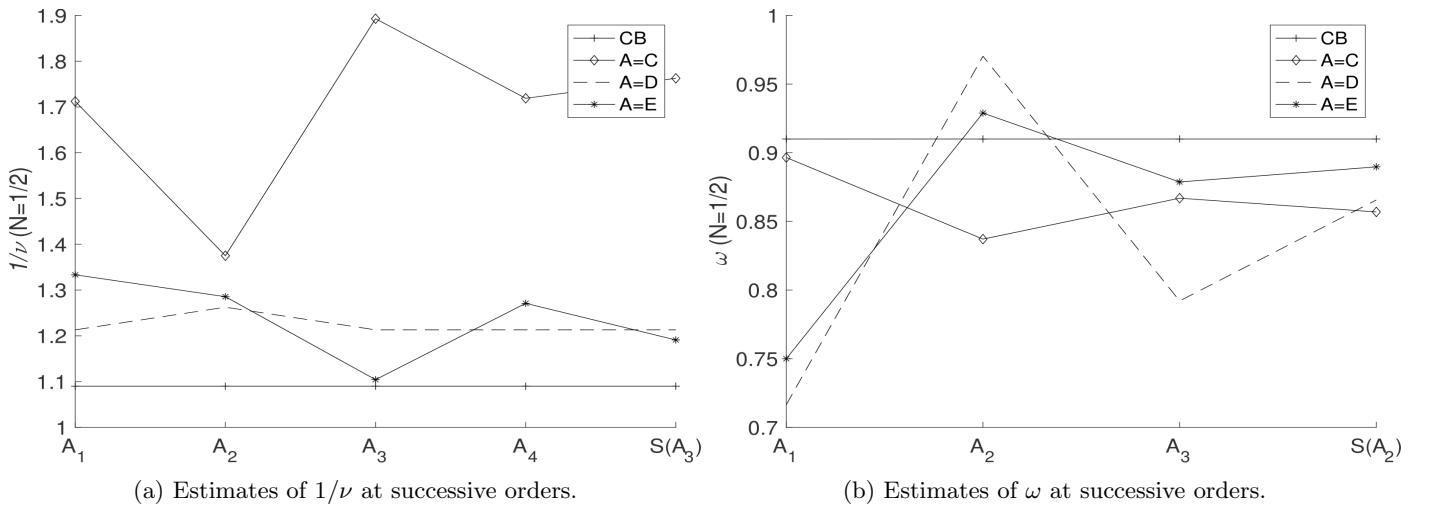 1.9
1.8
1.7
1.6
1.5
1.4
1.3
1.2
1.1
1
1/ν (N=1/2)
A1
A2
A3
A4
S(A3)
CB
A=C
A=D
A=E
(a) Estimates of 1/ν at successive orders.
1
0.95
0.9
0.85
0.8
0.75
0.7
ω (N=1/2)
A1
A2
A3
S(A2)
CB
A=C
A=D
A=E
(b) Estimates of ω at successive orders.